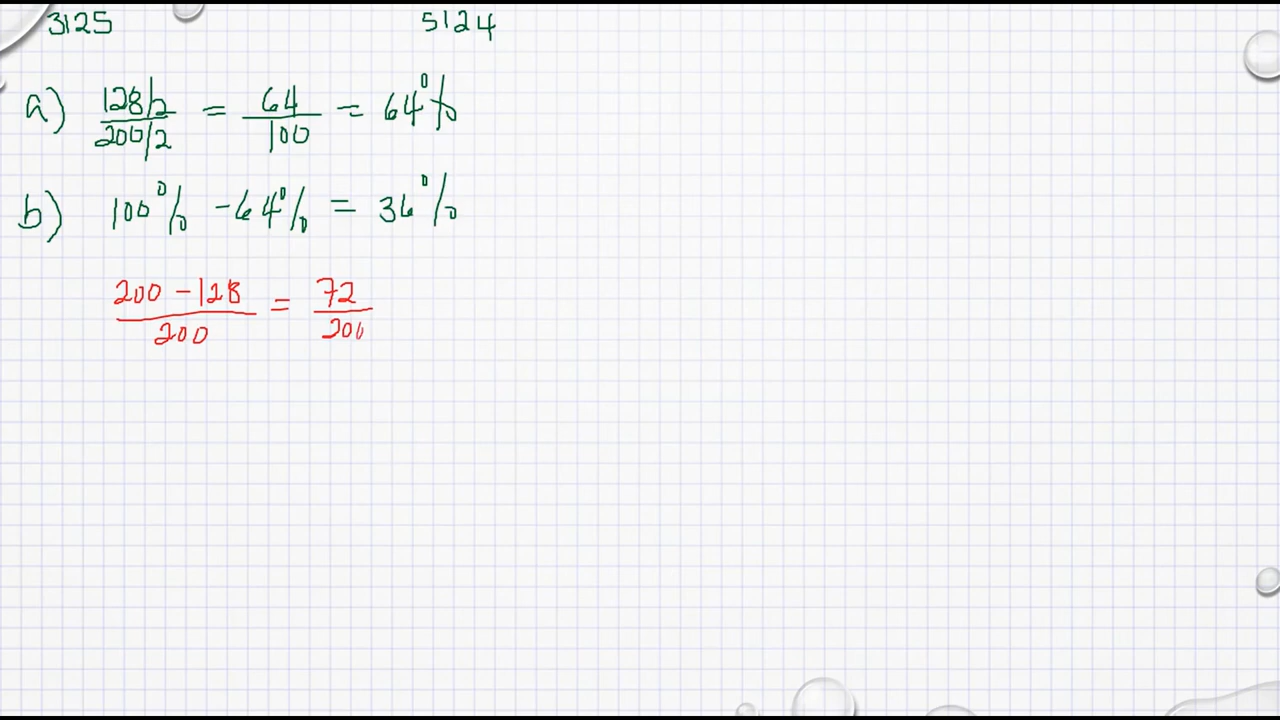 3125 5124
a) 128/2 / 200/2 = 64/100 = 64%
b) 100% - 64% = 36%
200 - 128 / 200 = 72/200